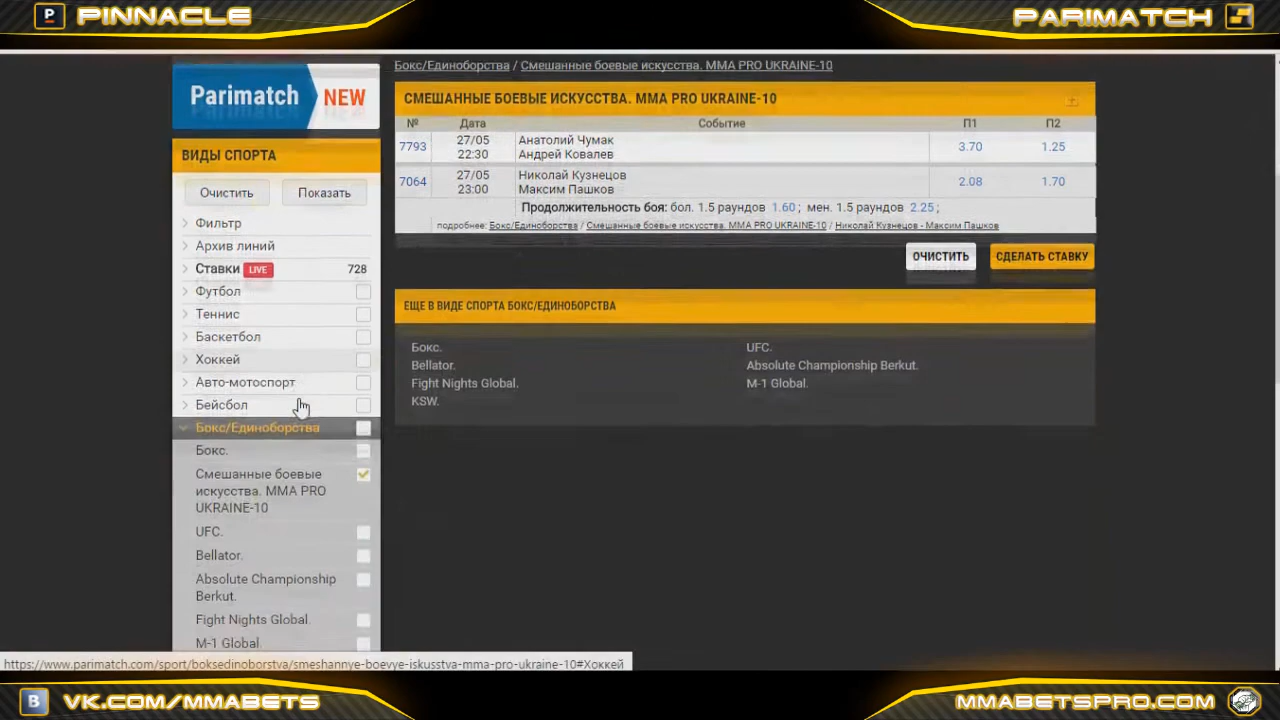 P PINNACLE
PARIMATCH
Parimatch NEW
ВИДЫ СПОРТА
Очистить Показать
Фильтр
Архив линий
Ставки LIVE 728
Футбол
Теннис
Баскетбол
Хоккей
Авто-мотоспорт
Бейсбол
Бокс/Единоборства
Бокс.
Смешанные боевые
искусства. MMA PRO
UKRAINE-10
UFC.
Bellator.
Absolute Championship
Berkut.
Fight Nights Global.
M-1 Global.
Бокс/Единоборства / Смешанные боевые искусства. MMA PRO UKRAINE-10
СМЕШАННЫЕ БОЕВЫЕ ИСКУССТВА. MMA PRO UKRAINE-10
№ Дата Событие П1 П2
7793 27/05 22:30 Анатолий Чумак 3.70 1.25
Андрей Ковалев
7064 27/05 23:00 Николай Кузнецов 2.08 1.70
Максим Пашков
Продолжительность боя: бол. 1.5 раундов 1.60 ; мен. 1.5 раундов 2.25 ;
подробнее: Бокс/Единоборства / Смешанные боевые искусства. MMA PRO UKRAINE-10 / Николай Кузнецов - Максим Пашков
ОЧИСТИТЬ СДЕЛАТЬ СТАВКУ
ЕЩЕ В ВИДЕ СПОРТА БОКС/ЕДИНОБОРСТВА
Бокс. UFC.
Bellator. Absolute Championship Berkut.
Fight Nights Global. M-1 Global.
KSW.
https://www.parimatch.com/sport/boksedinoborstva/smeshannye-boevye-iskusstva-mma-pro-ukraine-10#Хоккей
B VK.COM/MMABETS
MMABETSPRO.COM